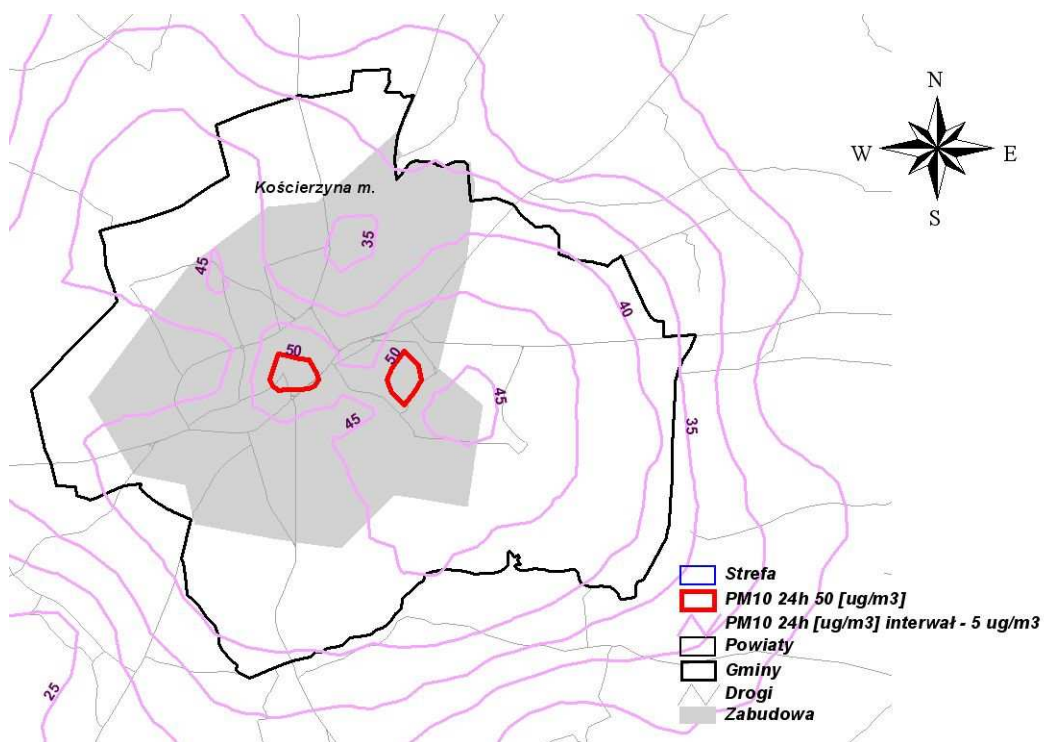 N
W E
S
Kościerzyna m.
35
45
40
50
50
45
45
35
25
Strefa
PM10 24h 50 [ug/m3]
PM10 24h [ug/m3] interwał - 5 ug/m3
Powiaty
Gminy
Drogi
Zabudowa